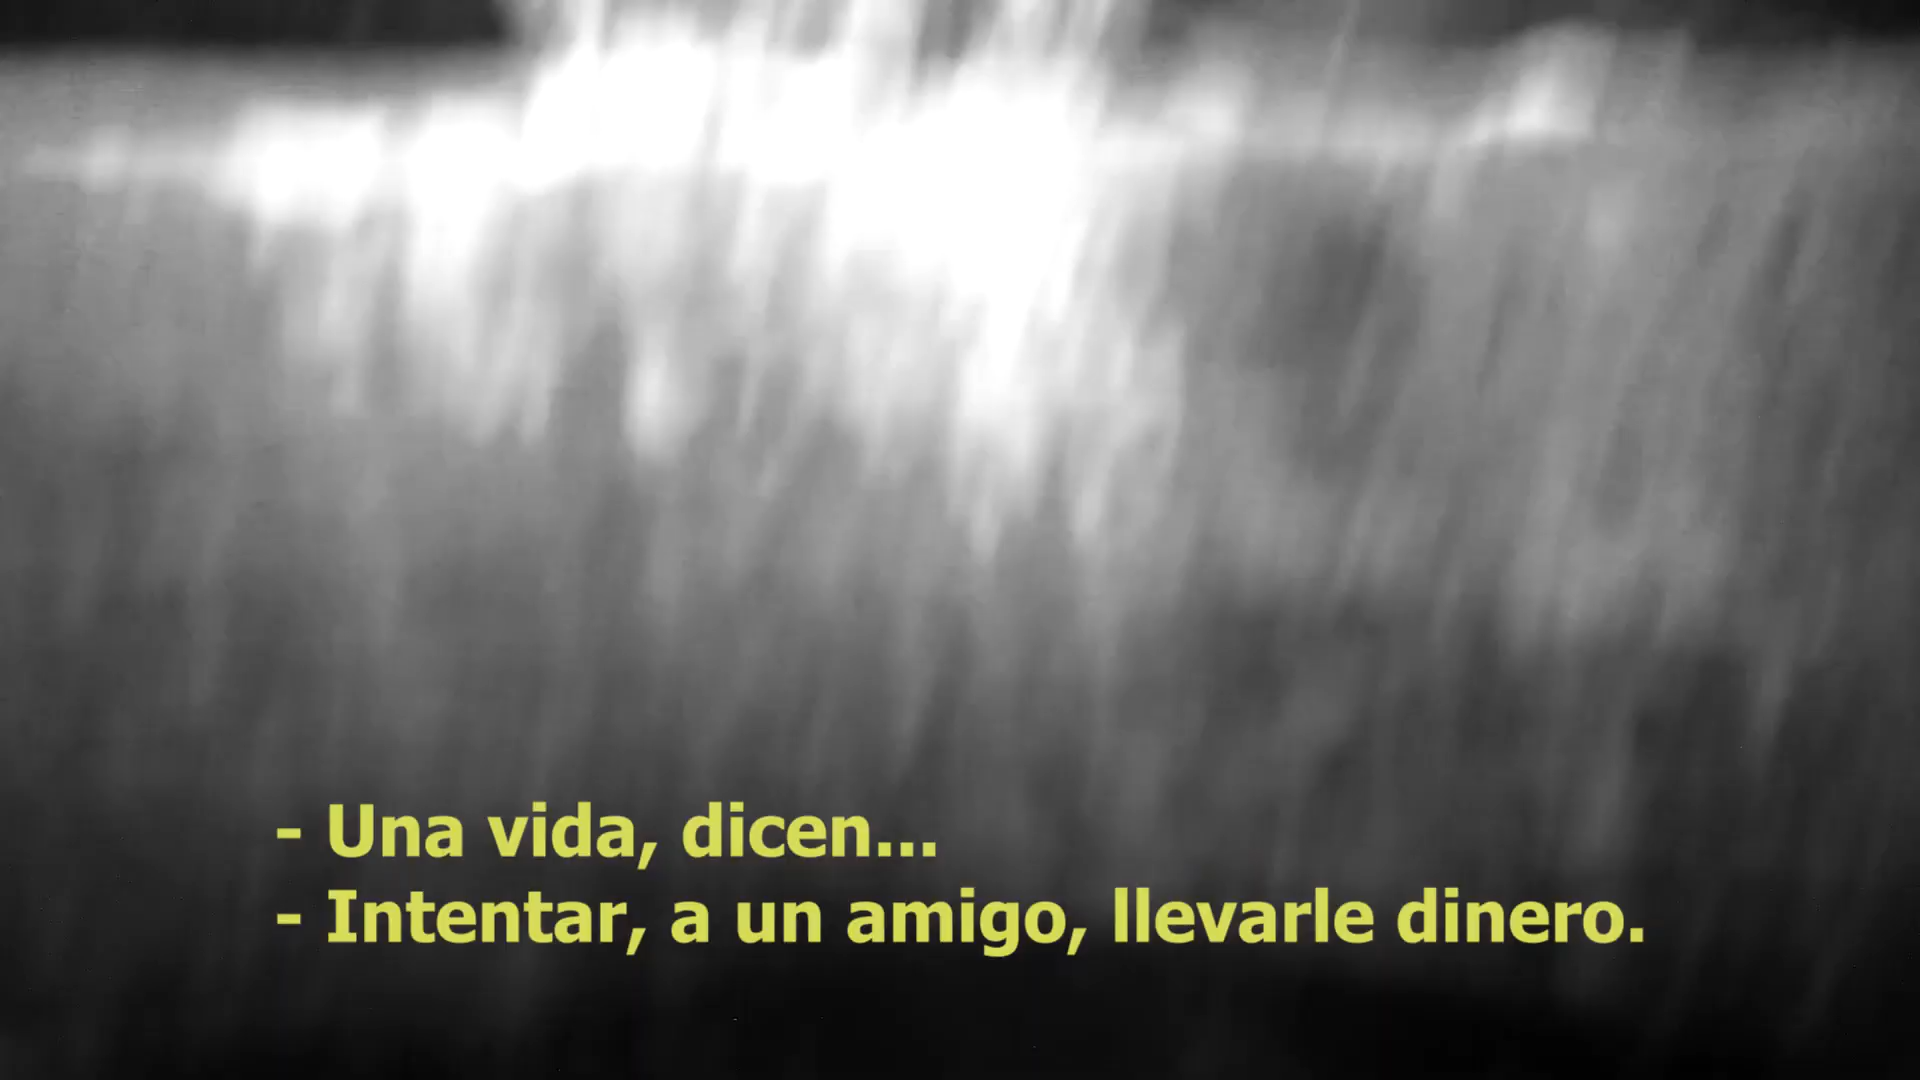 - Una vida, dicen...
- Intentar, a un amigo, llevarle dinero.